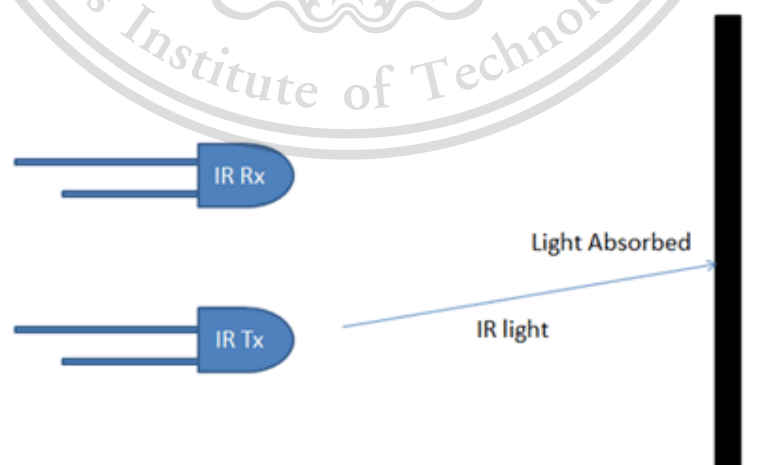 s Institute of Technolo
IR Rx
Light Absorbed
IR Tx
IR light